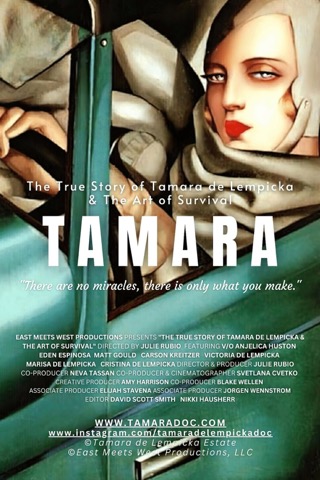 The True Story of Tamara de Lempicka
& The Art of Survival
TAMARA
"There are no miracles, there is only what you make."
EAST MEETS WEST PRODUCTIONS PRESENTS "THE TRUE STORY OF TAMARA DE LEMPICKA &
THE ART OF SURVIVAL" DIRECTED BY JULIE RUBIO FEATURING V/O ANJELICA HUSTON
EDEN ESPINOSA MATT GOULD CARSON KREITZER VICTORIA DE LEMPICKA
MARISA DE LEMPICKA CRISTINA DE LEMPICKA DIRECTOR & PRODUCER JULIE RUBIO
CO-PRODUCER NEVA TASSAN CO-PRODUCER & CINEMATOGRAPHER SVETLANA CVETKO
CREATIVE PRODUCER AMY HARRISON CO-PRODUCER BLAKE WELLEN
ASSOCIATE PRODUCER ELIJAH STAVENA ASSOCIATE PRODUCER JORGEN WENNSTROM
EDITOR DAVID SCOTT SMITH NIKKI HAUSHERR
WWW.TAMARADOC.COM
www.instagram.com/tamaradelempickadoc
©Tamara de Lempicka Estate
©East Meets West Productions, LLC